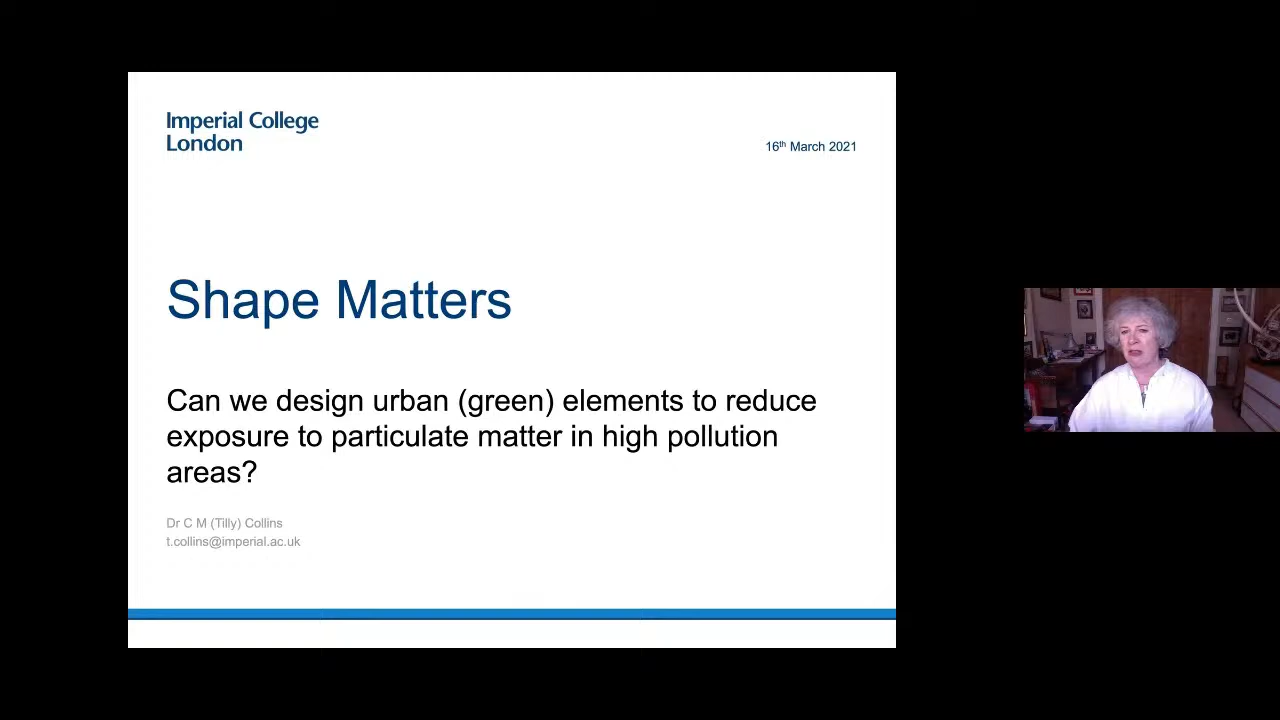 Imperial College
London
16th March 2021
Shape Matters
Can we design urban (green) elements to reduce
exposure to particulate matter in high pollution
areas?
Dr C M (Tilly) Collins
t.collins@imperial.ac.uk